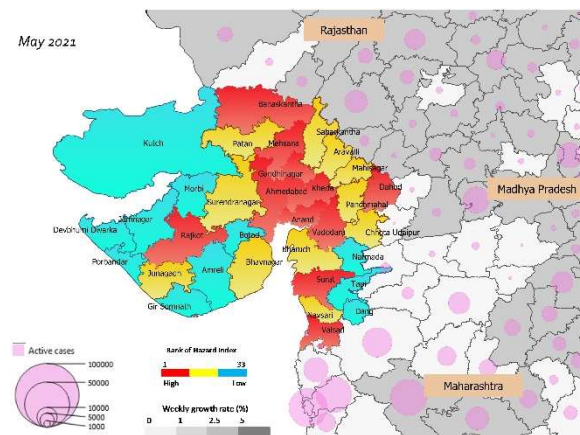 May 2021
Rajasthan
Banaskantha
Kutch
Patan
Mehsana
Sabarkantha
Aravalli
Mahisagar
Gandhinagar
Morbi
Ahmedabad
Kheda
Dahod
Madhya Pradesh
Surendranagar
Panchmahal
Jamnagar
Anand
Devbhumi Dwarka
Rajkot
Botad
Vadodara
Chhota Udaipur
Porbandar
Bharuch
Narmada
Junagadh
Amreli
Bhavnagar
Surat
Tapi
Gir Somnath
Dang
Navsari
Valsad
Active cases
Maharashtra
100000
50000
10000
5000
1000
Rank of Hazard Index
1 33
High Low
Weekly growth rate (%)
0 1 2.5 5